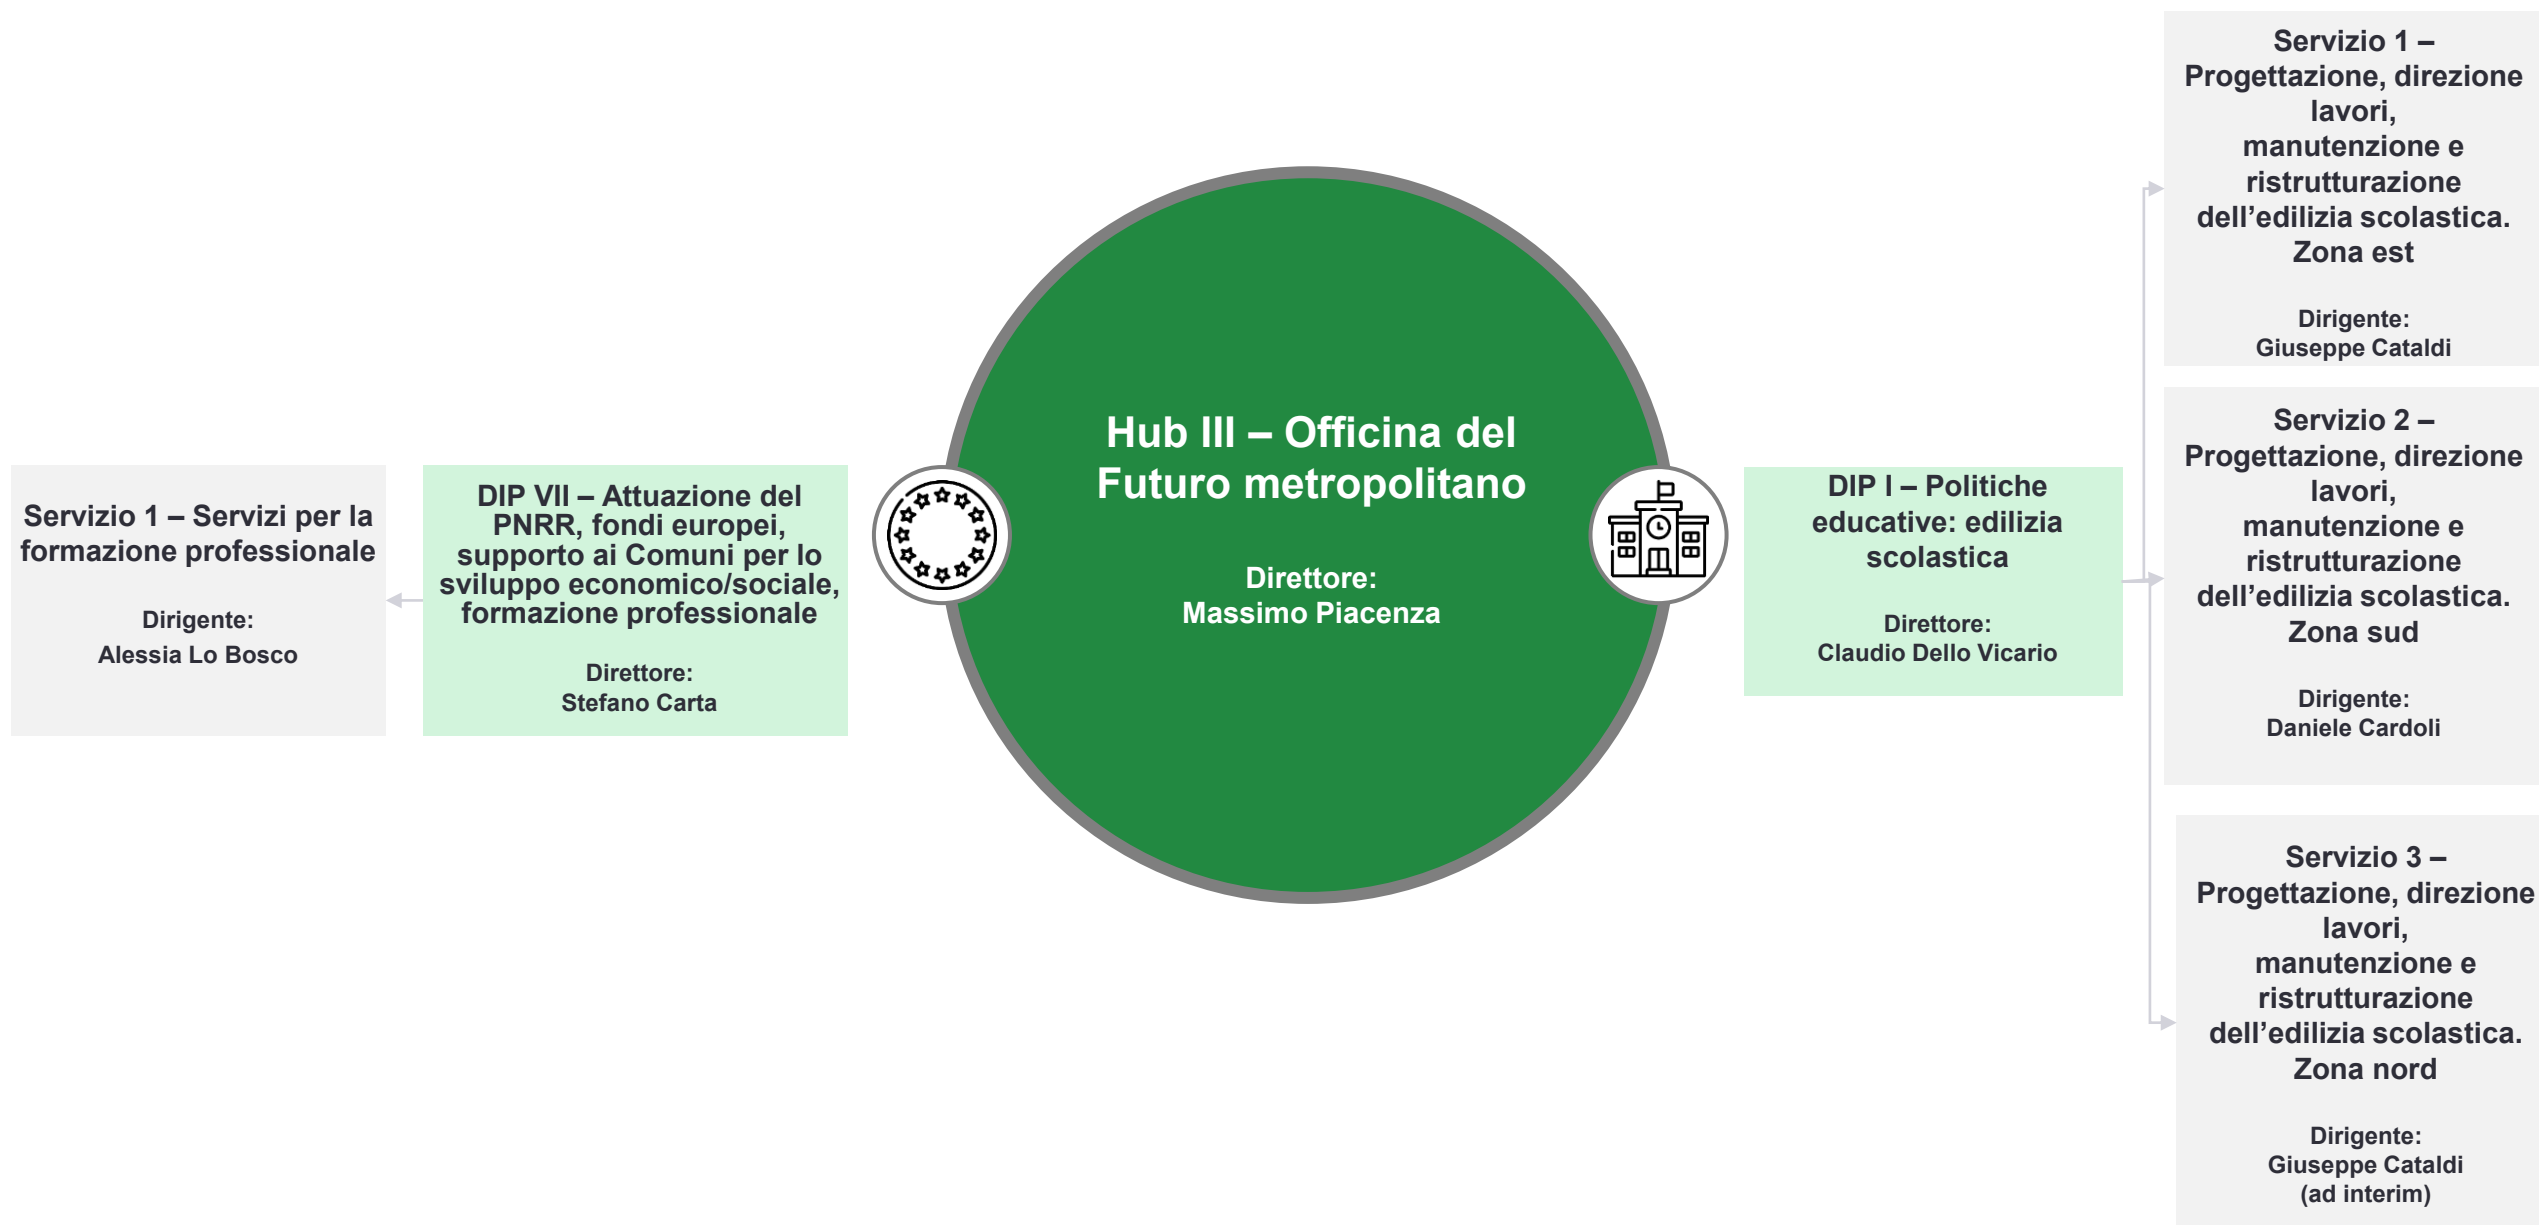 Servizio 1 – Servizi per la
formazione professionale
Dirigente:
Alessia Lo Bosco
DIP VII – Attuazione del
PNRR, fondi europei,
supporto ai Comuni per lo
sviluppo economico/sociale,
formazione professionale
Direttore:
Stefano Carta
Hub III – Officina del
Futuro metropolitano
Direttore:
Massimo Piacenza
DIP I – Politiche
educative: edilizia
scolastica
Direttore:
Claudio Dello Vicario
Servizio 1 –
Progettazione, direzione
lavori,
manutenzione e
ristrutturazione
dell’edilizia scolastica.
Zona est
Dirigente:
Giuseppe Cataldi
Servizio 2 –
Progettazione, direzione
lavori,
manutenzione e
ristrutturazione
dell’edilizia scolastica.
Zona sud
Dirigente:
Daniele Cardoli
Servizio 3 –
Progettazione, direzione
lavori,
manutenzione e
ristrutturazione
dell’edilizia scolastica.
Zona nord
Dirigente:
Giuseppe Cataldi
(ad interim)